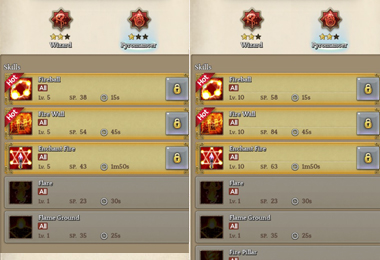 Wizard
Pyromancer
Skills
Hot
Fireball
All
Lv. 5 SP. 38 15s
Hot
Fire Wall
All
Lv. 5 SP. 54 45s
Enchant Fire
All
Lv. 5 SP. 43 1m50s
Flare
All
Lv. 1 SP. 23 30s
Flame Ground
All
Lv. 1 SP. 35 25s
Wizard
Pyromancer
Skills
Hot
Fireball
All
Lv. 10 SP. 58 15s
Hot
Fire Wall
All
Lv. 10 SP. 84 45s
Enchant Fire
All
Lv. 10 SP. 63 1m50s
Flare
All
Lv. 1 SP. 23 30s
Flame Ground
All
Lv. 1 SP. 35 25s
Fire Pillar
All